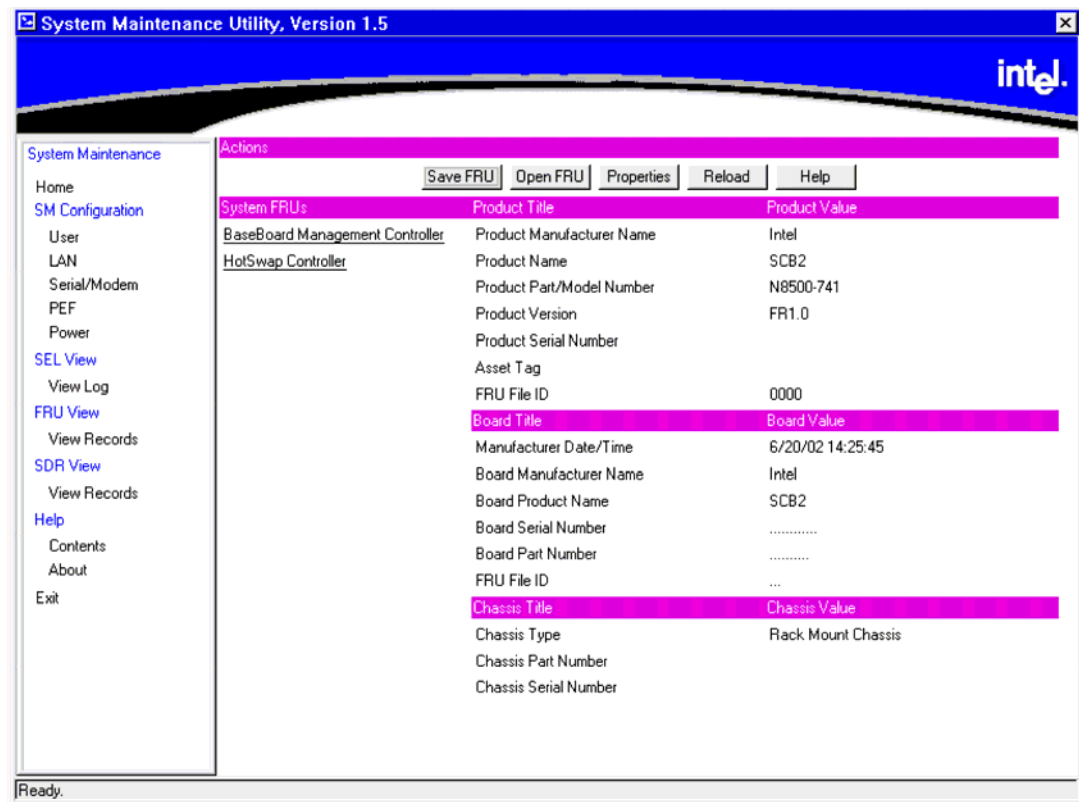 System Maintenance Utility, Version 1.5
intel.
System Maintenance
Home
SM Configuration
User
LAN
Serial/Modem
PEF
Power
SEL View
View Log
FRU View
View Records
SDR View
View Records
Help
Contents
About
Exit
Actions
Save FRU Open FRU Properties Reload Help
System FRUs Product Title Product Value
BaseBoard Management Controller Product Manufacturer Name Intel
HotSwap Controller Product Name SCB2
Product Part/Model Number N8500-741
Product Version FR1.0
Product Serial Number
Asset Tag
FRU File ID 0000
Board Title Board Value
Manufacturer Date/Time 6/20/02 14:25:45
Board Manufacturer Name Intel
Board Product Name SCB2
Board Serial Number ............
Board Part Number ..........
FRU File ID ...
Chassis Title Chassis Value
Chassis Type Rack Mount Chassis
Chassis Part Number
Chassis Serial Number
Ready.